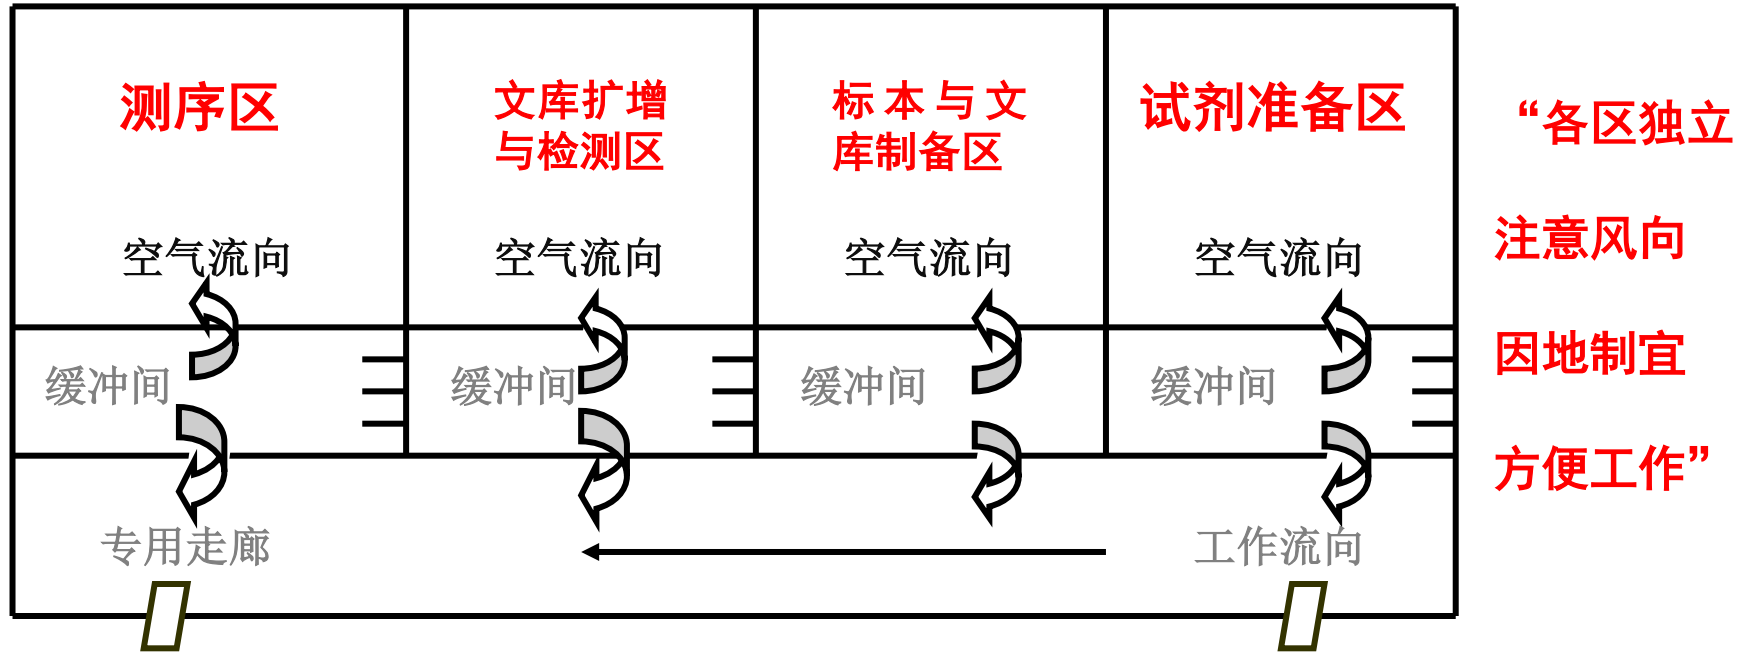 测序区
文库扩增
与检测区
标本与文
库制备区
试剂准备区
空气流向
空气流向
空气流向
空气流向
缓冲间
缓冲间
缓冲间
缓冲间
专用走廊
工作流向
“各区独立
注意风向
因地制宜
方便工作”